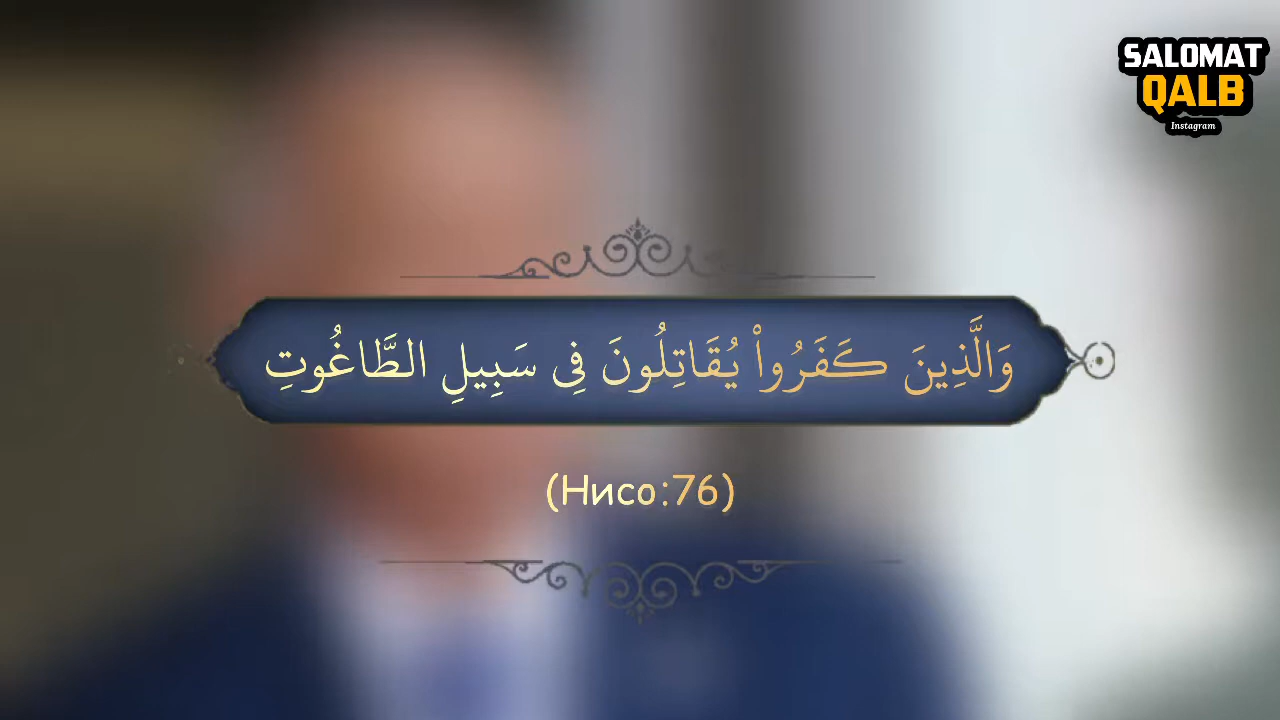 SALOMAT
QALB
Instagram
وَالَّذِينَ كَفَرُواْ يُقَاتِلُونَ فِى سَبِيلِ الطَّاغُوتِ
(Нисо:76)